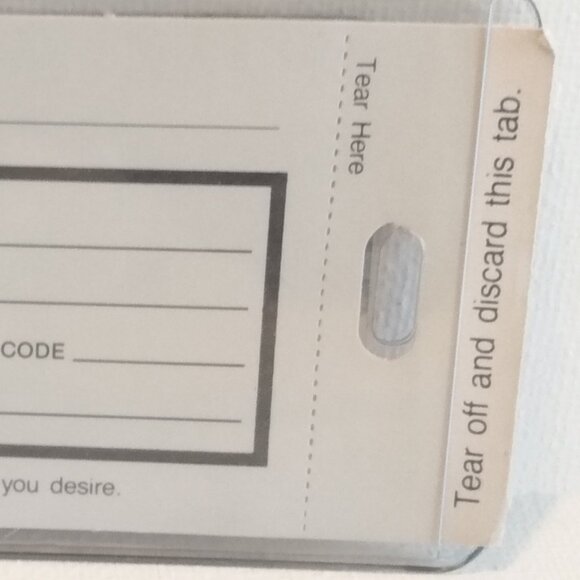 CODE
you desire.
Tear Here
Tear off and discard this tab.